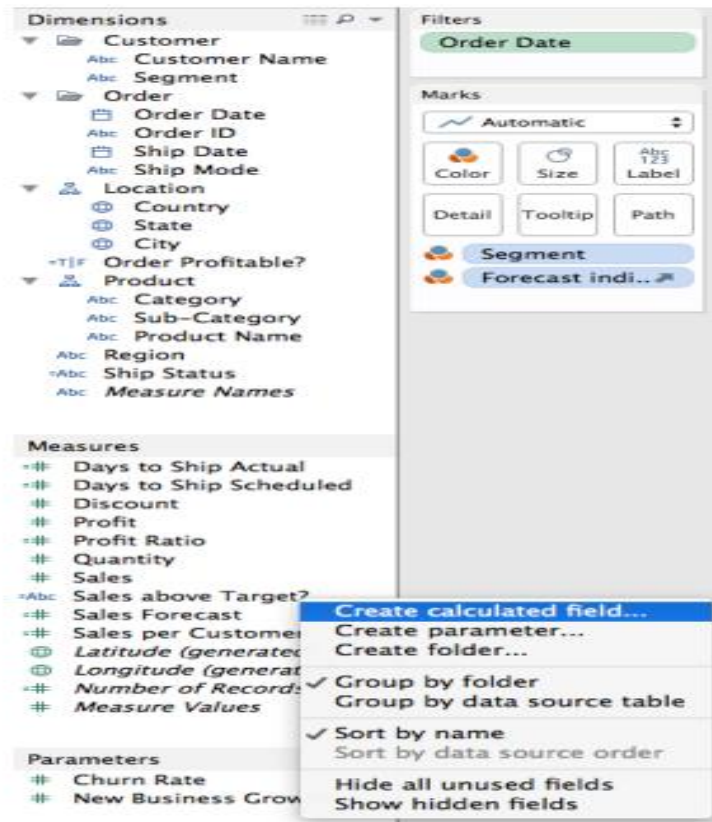 Dimensions
Customer
Abc Customer Name
Abc Segment
Order
Order Date
Abc Order ID
Ship Date
Abc Ship Mode
Location
Country
State
City
=T|F Order Profitable?
Product
Abc Category
Abc Sub-Category
Abc Product Name
Abc Region
=Abc Ship Status
Abc Measure Names
Measures
=# Days to Ship Actual
=# Days to Ship Scheduled
# Discount
# Profit
=# Profit Ratio
# Quantity
# Sales
=Abc Sales above Target?
=# Sales Forecast
=# Sales per Custome
Latitude (generated
Longitude (generat
=# Number of Record
# Measure Values
Parameters
# Churn Rate
# New Business Grow
Filters
Order Date
Marks
Automatic
Color
Size
Abc
123
Label
Detail
Tooltip
Path
Segment
Forecast indi..
Create calculated field...
Create parameter...
Create folder...
Group by folder
Group by data source table
Sort by name
Sort by data source order
Hide all unused fields
Show hidden fields